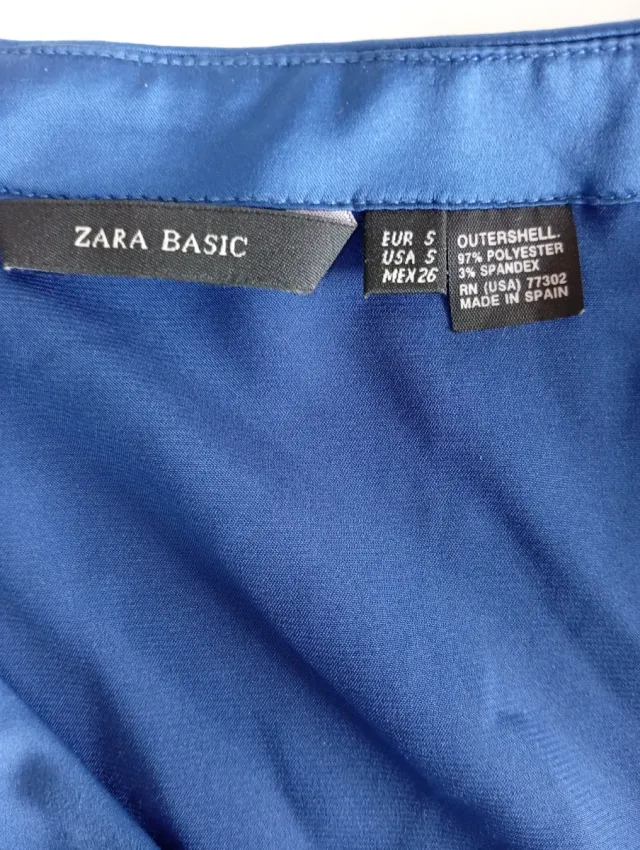 ZARA BASIC
EUR S
USA S
MEX 26
OUTERSHELL.
97% POLYESTER
3% SPANDEX
RN (USA) 77302
MADE IN SPAIN